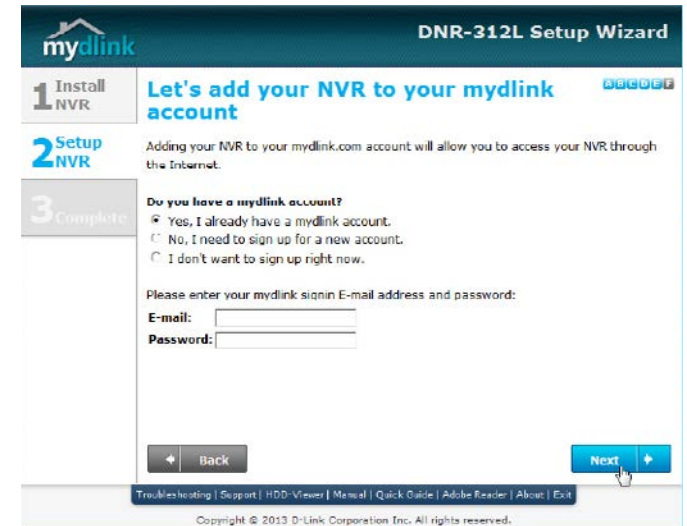 mydlink
DNR-312L Setup Wizard
1 Install
NVR
2 Setup
NVR
3 Complete
Let's add your NVR to your mydlink
account
A B C D E F
Adding your NVR to your mydlink.com account will allow you to access your NVR through
the Internet.
Do you have a mydlink account?
Yes, I already have a mydlink account.
No, I need to sign up for a new account.
I don't want to sign up right now.
Please enter your mydlink signin E-mail address and password:
E-mail:
Password:
Back
Next
Troubleshooting | Support | HDD-Viewer | Manual | Quick Guide | Adobe Reader | About | Exit
Copyright © 2013 D-Link Corporation Inc. All rights reserved.